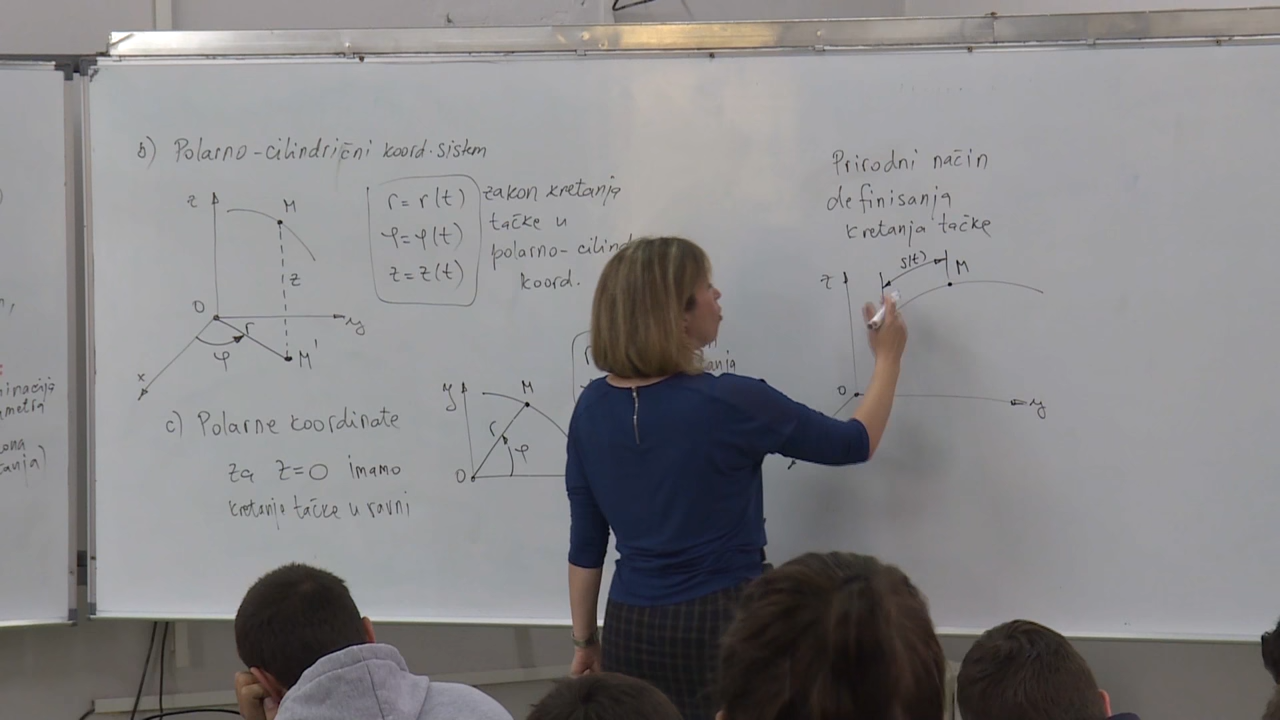 b) Polarno-cilindrični koord. sistem
z
M
z
O
r
φ
y
M'
x
r = r(t)
φ = φ(t)
z = z(t)
zakon kretanja
tačke u
polarno-cilind
koord.
c) Polarne koordinate
za z=0 imamo
kretanje tačke u ravni
y
M
r
φ
O
r
anja
Prirodni način
definisanja
kretanja tačke
s(t)
M
z
O
y